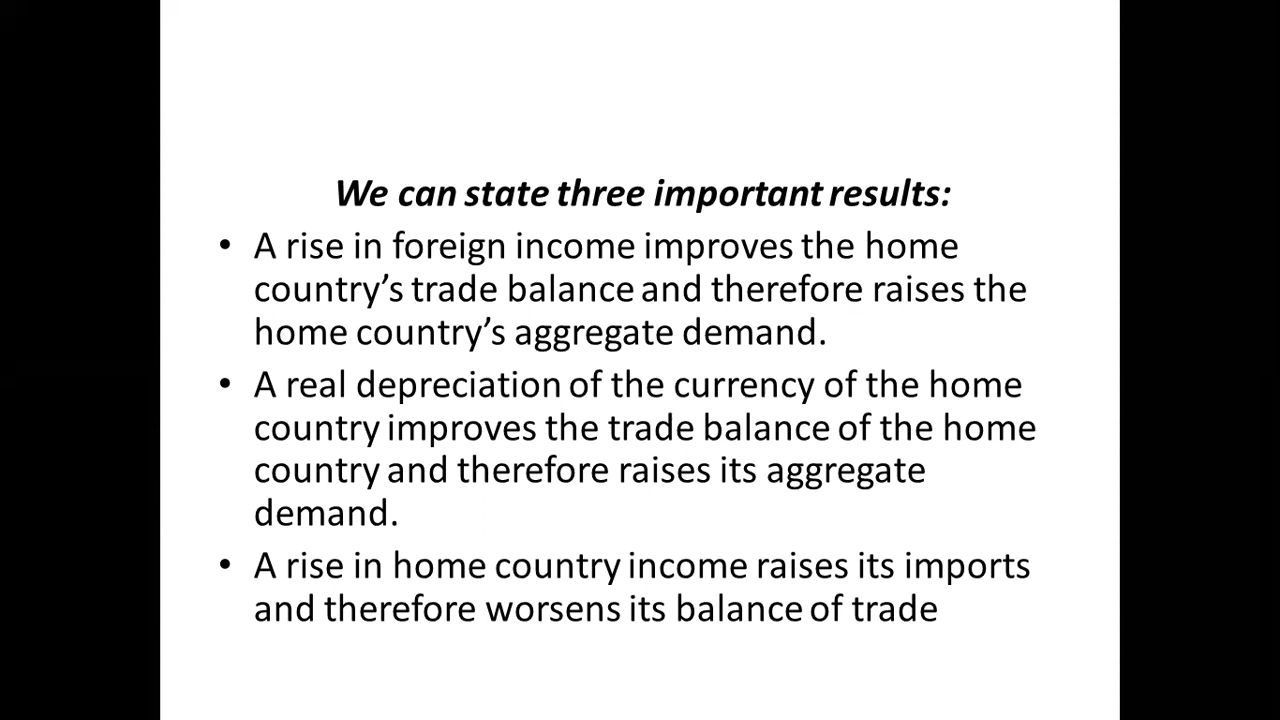 We can state three important results:
• A rise in foreign income improves the home
country’s trade balance and therefore raises the
home country’s aggregate demand.
• A real depreciation of the currency of the home
country improves the trade balance of the home
country and therefore raises its aggregate
demand.
• A rise in home country income raises its imports
and therefore worsens its balance of trade